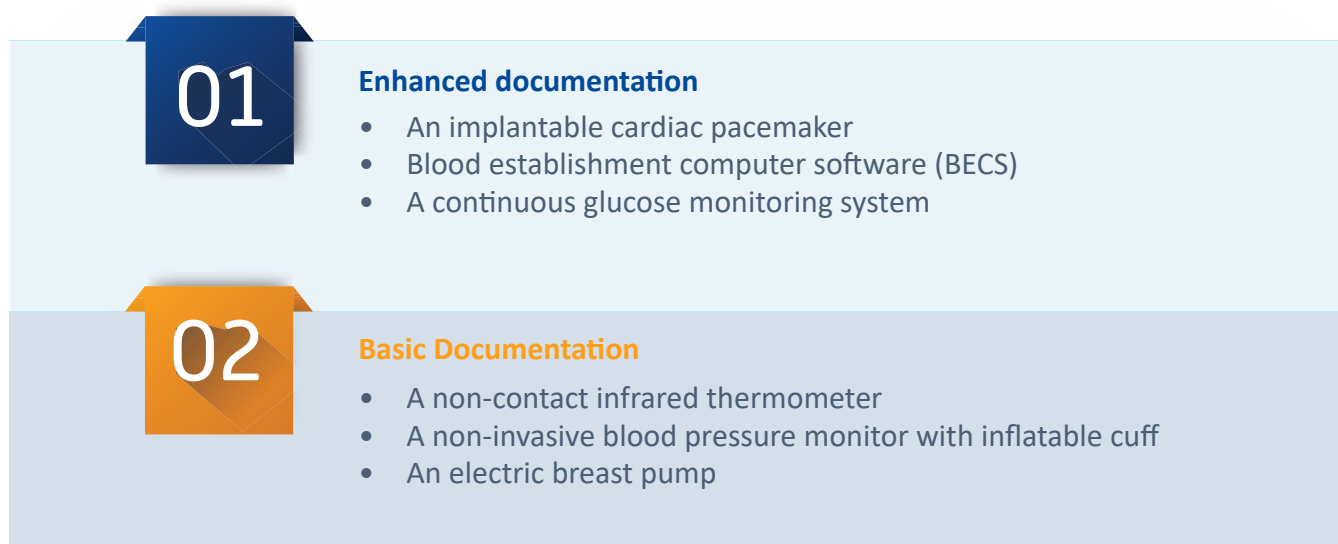 01
Enhanced documentation
• An implantable cardiac pacemaker
• Blood establishment computer software (BECS)
• A continuous glucose monitoring system
02
Basic Documentation
• A non-contact infrared thermometer
• A non-invasive blood pressure monitor with inflatable cuff
• An electric breast pump